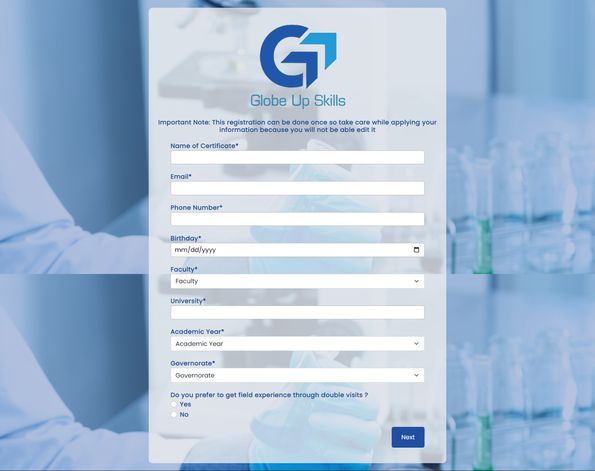 Globe Up Skills
Important Note: This registration can be done once so take care while applying your
information because you will not be able edit it
Name of Certificate*
Email*
Phone Number*
Birthday*
mm/dd/yyyy
Faculty*
Faculty
University*
Academic Year*
Academic Year
Governorate*
Governorate
Do you prefer to get field experience through double visits ?
Yes
No
Next